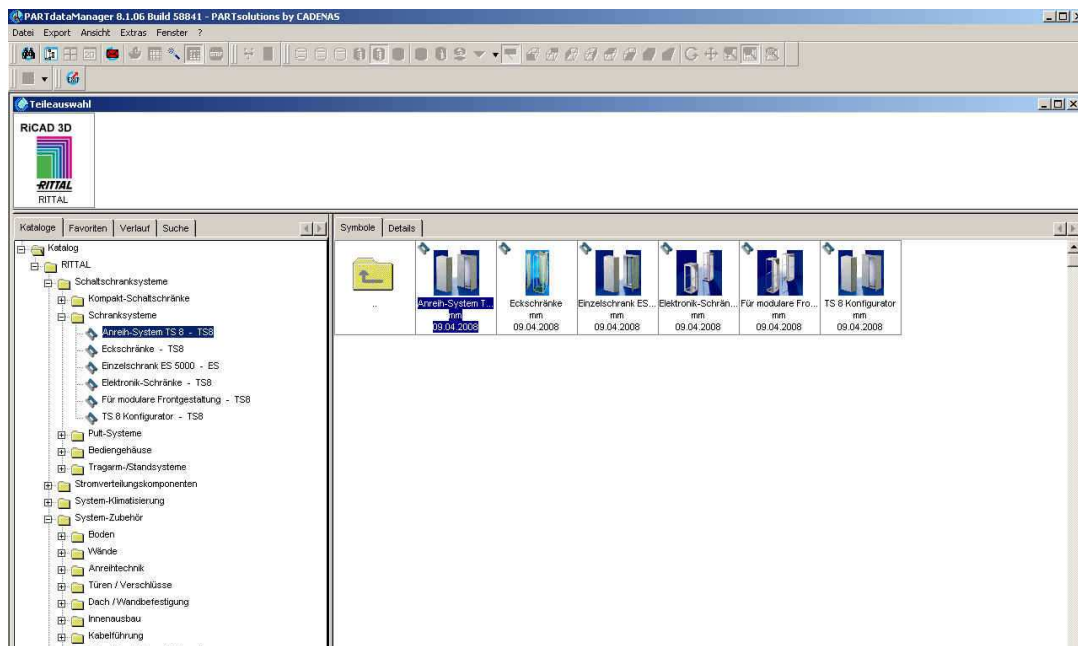 PARTdataManager 8.1.06 Build 58841 - PARTsolutions by CADENAS
Datei Export Ansicht Extras Fenster ?
Teileauswahl
RiCAD 3D
RITTAL
RITTAL
Kataloge Favoriten Verlauf Suche
Symbole Details
Katalog
RITTAL
Schaltschranksysteme
Kompakt-Schaltschränke
Schranksysteme
Anreih-System TS 8 - TS8
Eckschränke - TS8
Einzelschrank ES 5000 - ES
Elektronik-Schränke - TS8
Für modulare Frontgestaltung - TS8
TS 8 Konfigurator - TS8
Pult-Systeme
Bediengehäuse
Tragarm-/Standsysteme
Stromverteilungskomponenten
System-Klimatisierung
System-Zubehör
Boden
Wände
Anreihtechnik
Türen / Verschlüsse
Dach / Wandbefestigung
Innenausbau
Kabelführung
..
Anreih-System T... Eckschränke Einzelschrank ES... Elektronik-Schrän... Für modulare Fro... TS 8 Konfigurator
mm mm mm mm mm mm
09.04.2008 09.04.2008 09.04.2008 09.04.2008 09.04.2008 09.04.2008